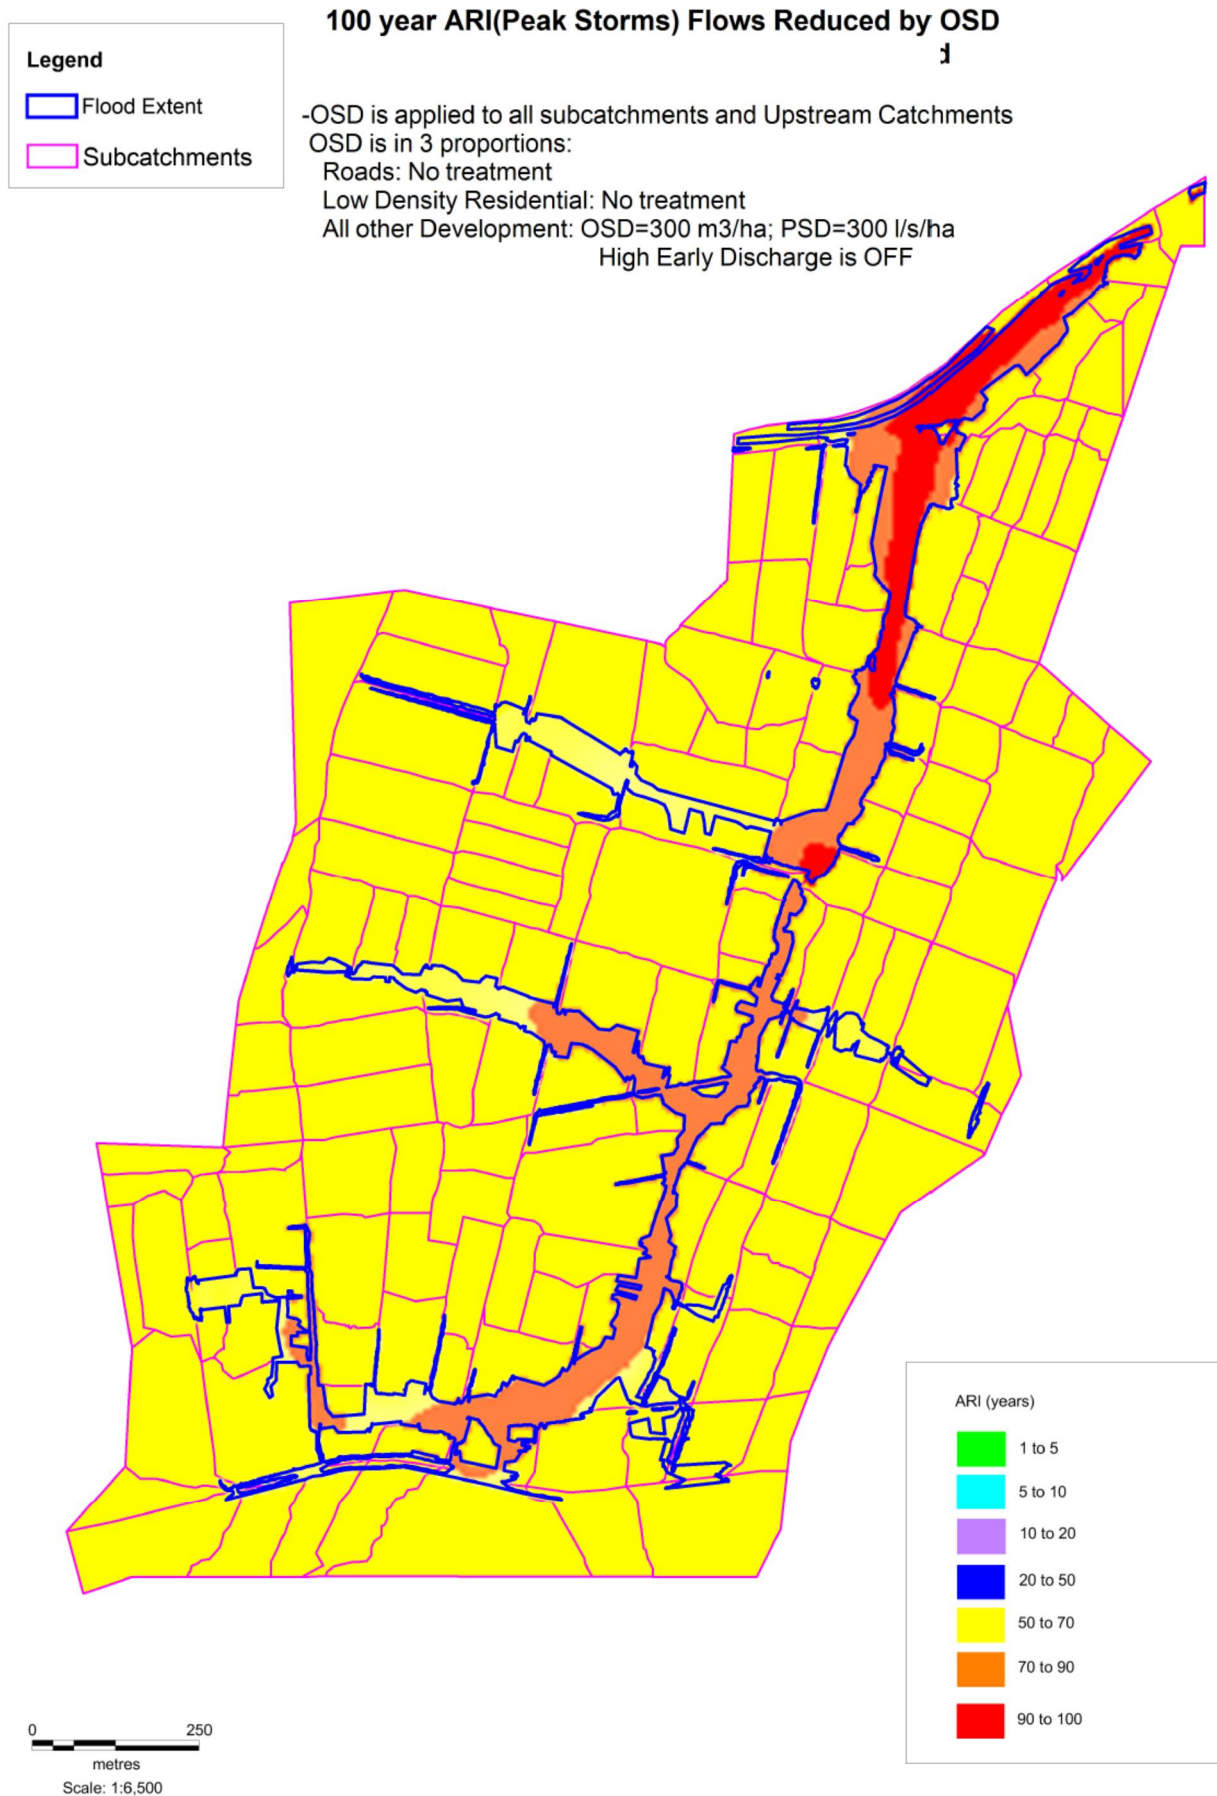 100 year ARI(Peak Storms) Flows Reduced by OSD
Legend
Flood Extent
Subcatchments
-OSD is applied to all subcatchments and Upstream Catchments
OSD is in 3 proportions:
Roads: No treatment
Low Density Residential: No treatment
All other Development: OSD=300 m3/ha; PSD=300 l/s/ha
High Early Discharge is OFF
ARI (years)
1 to 5
5 to 10
10 to 20
20 to 50
50 to 70
70 to 90
90 to 100
0 250
metres
Scale: 1:6,500